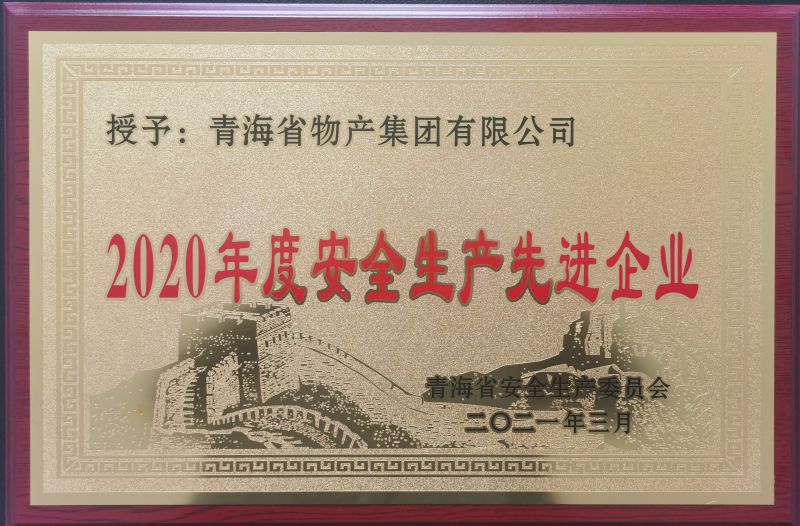 授予：青海省物产集团有限公司
2020年度安全生产先进企业
青海省安全生产委员会
二〇二一年三月